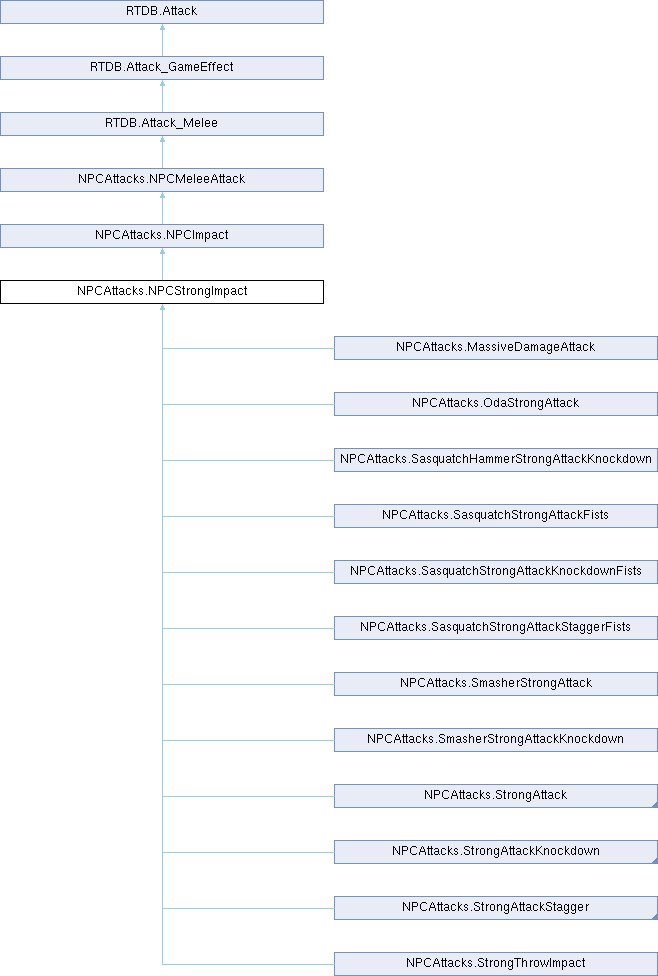 RTDB.Attack
RTDB.Attack_GameEffect
RTDB.Attack_Melee
NPCAttacks.NPCMeleeAttack
NPCAttacks.NPCImpact
NPCAttacks.NPCStrongImpact
NPCAttacks.MassiveDamageAttack
NPCAttacks.OdaStrongAttack
NPCAttacks.SasquatchHammerStrongAttackKnockdown
NPCAttacks.SasquatchStrongAttackFists
NPCAttacks.SasquatchStrongAttackKnockdownFists
NPCAttacks.SasquatchStrongAttackStaggerFists
NPCAttacks.SmasherStrongAttack
NPCAttacks.SmasherStrongAttackKnockdown
NPCAttacks.StrongAttack
NPCAttacks.StrongAttackKnockdown
NPCAttacks.StrongAttackStagger
NPCAttacks.StrongThrowImpact